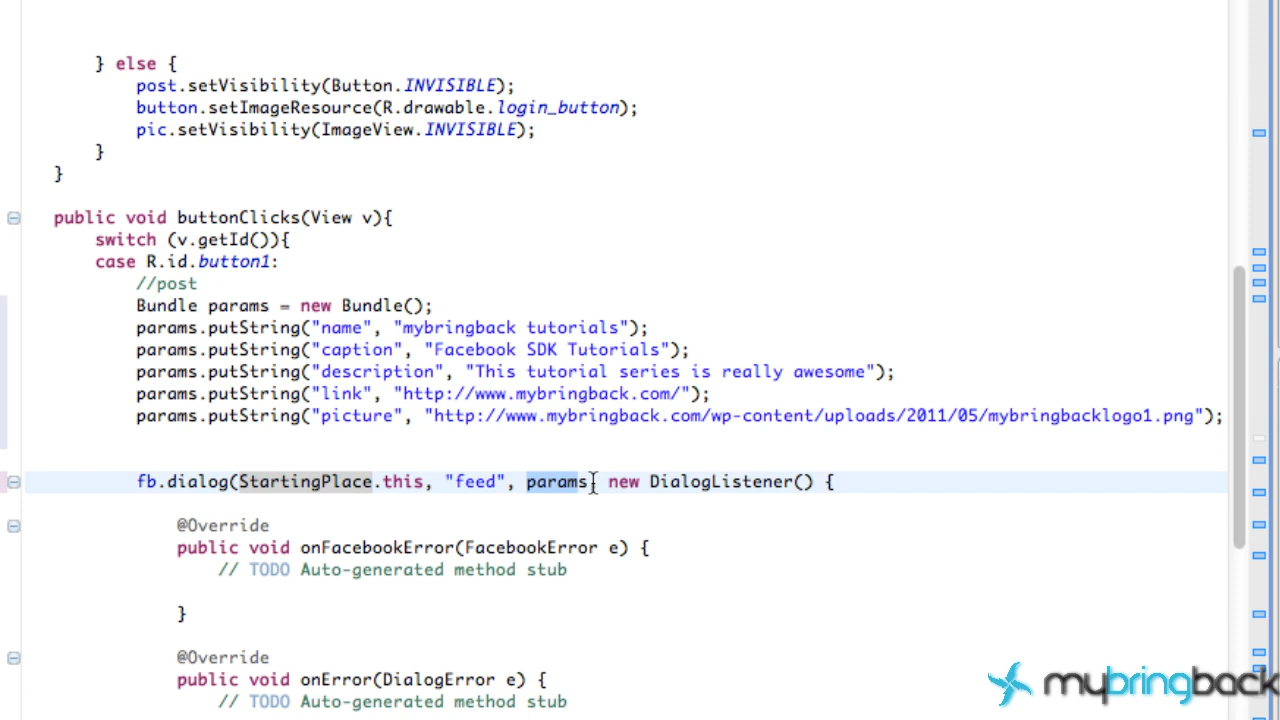 } else {
post.setVisibility(Button.INVISIBLE);
button.setImageResource(R.drawable.login_button);
pic.setVisibility(ImageView.INVISIBLE);
}
}
public void buttonClicks(View v){
switch (v.getId()){
case R.id.button1:
//post
Bundle params = new Bundle();
params.putString("name", "mybringback tutorials");
params.putString("caption", "Facebook SDK Tutorials");
params.putString("description", "This tutorial series is really awesome");
params.putString("link", "http://www.mybringback.com/");
params.putString("picture", "http://www.mybringback.com/wp-content/uploads/2011/05/mybringbacklogo1.png");
fb.dialog(StartingPlace.this, "feed", params, new DialogListener() {
@Override
public void onFacebookError(FacebookError e) {
// TODO Auto-generated method stub
}
@Override
public void onError(DialogError e) {
// TODO Auto-generated method stub
mybringback